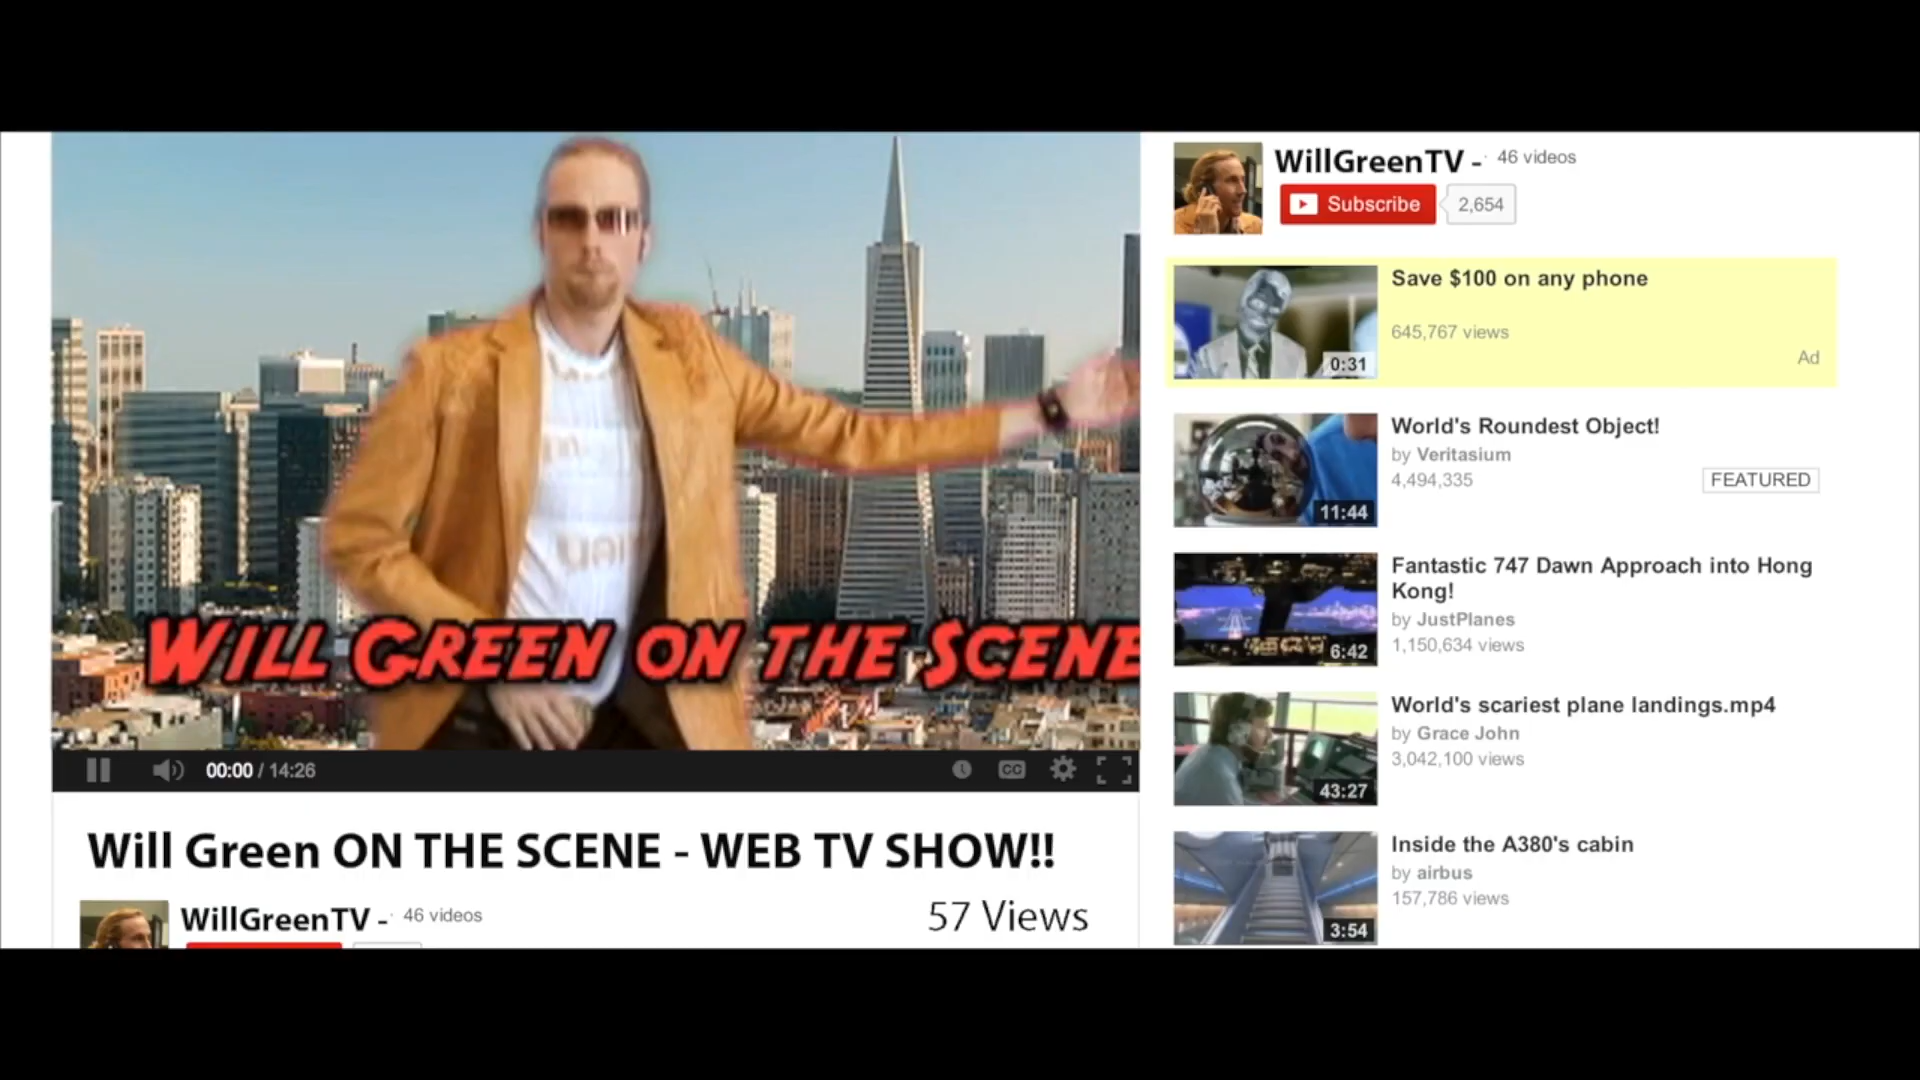 WILL GREEN ON THE SCENE
00:00 / 14:26
CC
Will Green ON THE SCENE - WEB TV SHOW!!
WillGreenTV - 46 videos
57 Views
WillGreenTV - 46 videos
Subscribe 2,654
Save $100 on any phone
645,767 views
Ad
0:31
World's Roundest Object!
by Veritasium
4,494,335
FEATURED
11:44
Fantastic 747 Dawn Approach into Hong
Kong!
by JustPlanes
1,150,634 views
6:42
World's scariest plane landings.mp4
by Grace John
3,042,100 views
43:27
Inside the A380's cabin
by airbus
157,786 views
3:54